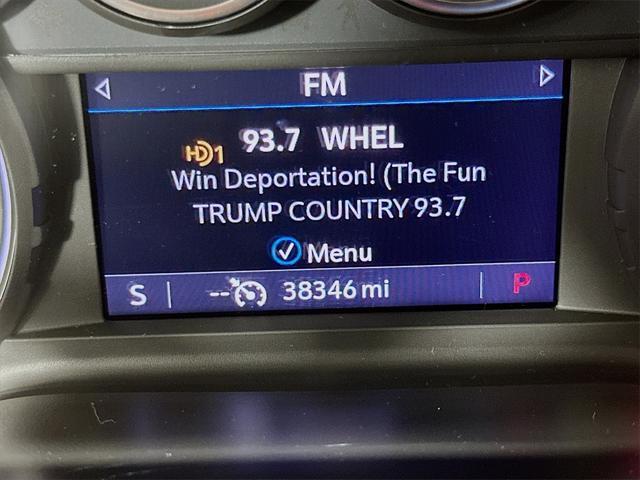 FM
93.7 WHEL
HD1
Win Deportation! (The Fun
TRUMP COUNTRY 93.7
Menu
S -- 38346 mi P